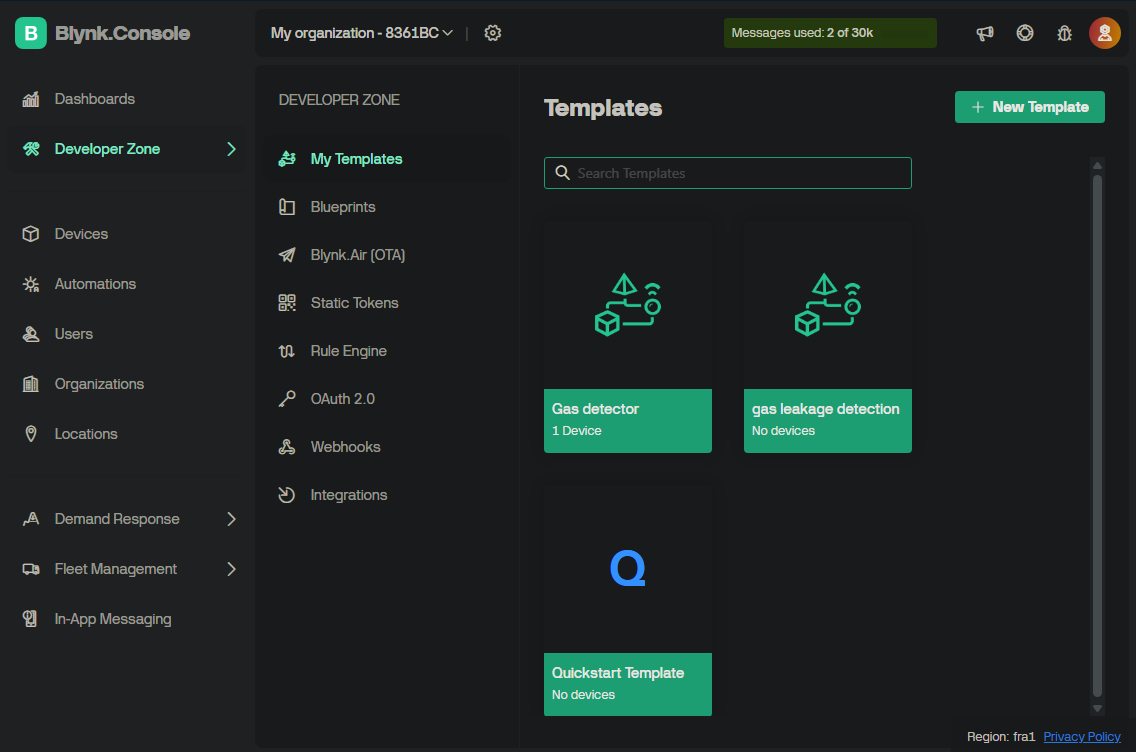 B Blynk.Console
My organization - 8361BC
Messages used: 2 of 30k
Dashboards
Developer Zone
Devices
Automations
Users
Organizations
Locations
Demand Response
Fleet Management
In-App Messaging
DEVELOPER ZONE
My Templates
Blueprints
Blynk.Air (OTA)
Static Tokens
Rule Engine
OAuth 2.0
Webhooks
Integrations
Templates
+ New Template
Search Templates
Gas detector
1 Device
gas leakage detection
No devices
Q
Quickstart Template
No devices
Region: fra1 Privacy Policy